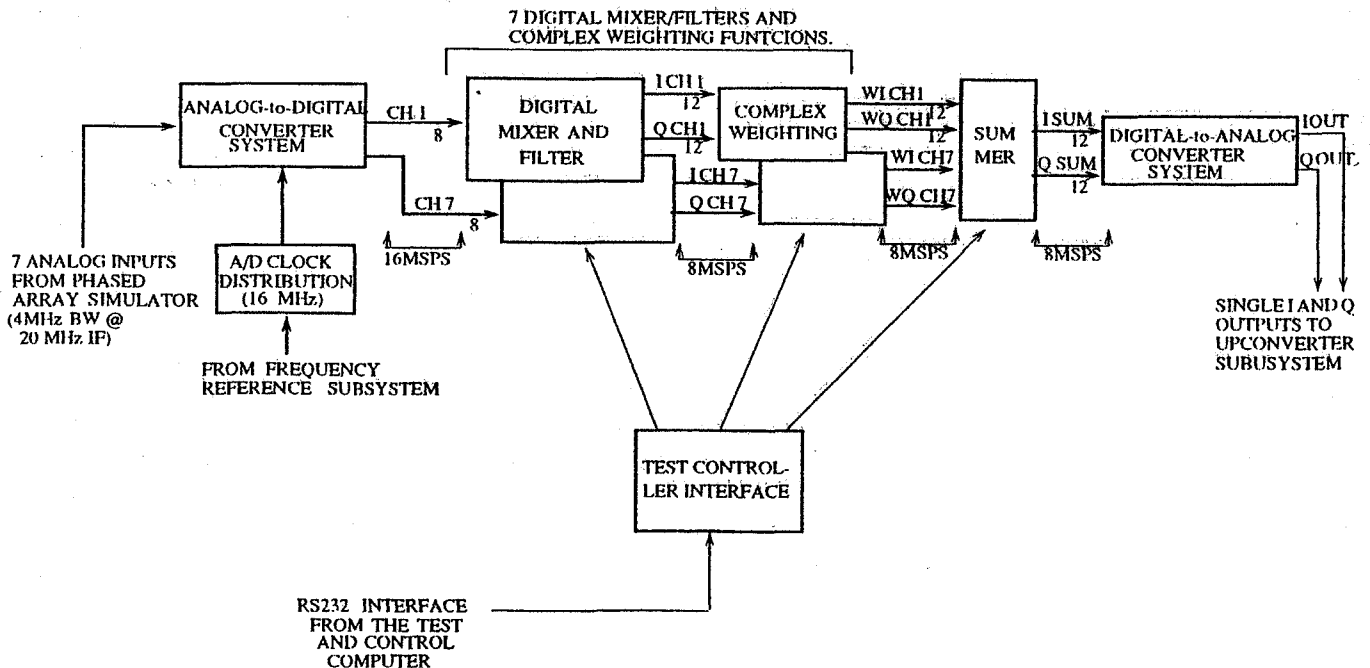 7 DIGITAL MIXER/FILTERS AND
COMPLEX WEIGHTING FUNTCIONS.
ANALOG-to-DIGITAL
CONVERTER
SYSTEM
CH. 1
8
CH 7
8
16MSPS
DIGITAL
MIXER AND
FILTER
I CH 1
12
Q CH1
12
I CH 7
Q CH 7
8MSPS
COMPLEX
WEIGHTING
WI CH1
12
WQ CH1
12
WI CH7
WQ CH7
8MSPS
SUM
MER
I SUM
12
Q SUM
12
8MSPS
DIGITAL-to-ANALOG
CONVERTER
SYSTEM
IOUT
Q OUT.
7 ANALOG INPUTS
FROM PHASED
ARRAY SIMULATOR
(4MHz BW @
20 MHz IF)
A/D CLOCK
DISTRIBUTION
(16 MHz)
FROM FREQUENCY
REFERENCE SUBSYSTEM
SINGLE I AND Q
OUTPUTS TO
UPCONVERTER
SUBUSYSTEM
TEST CONTROL-
LER INTERFACE
RS232 INTERFACE
FROM THE TEST
AND CONTROL
COMPUTER